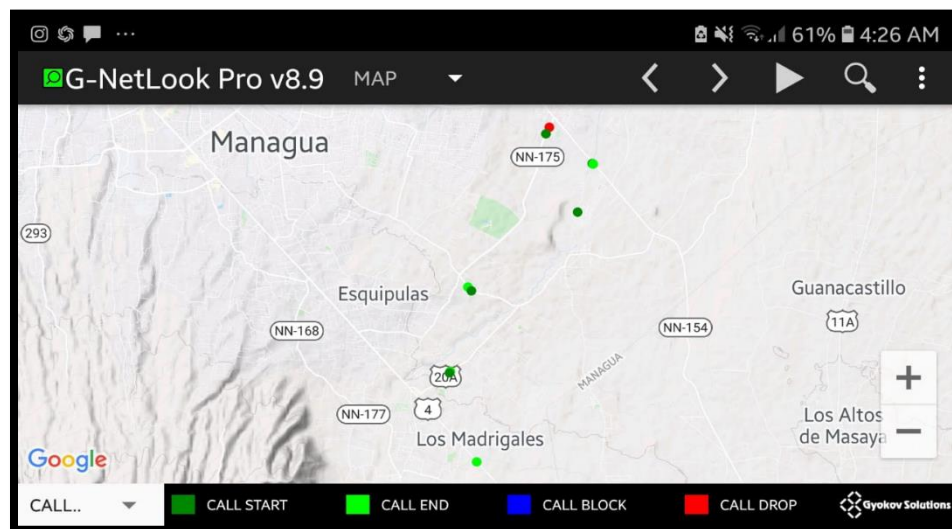 61% 4:26 AM
G-NetLook Pro v8.9 MAP
Managua
NN-175
293
Esquipulas
Guanacastillo
NN-168
NN-154
11A
20A
MANAGUA
NN-177
4
Los Madrigales
Los Altos
de Masaya
Google
CALL.. CALL START CALL END CALL BLOCK CALL DROP Gyokov Solutions